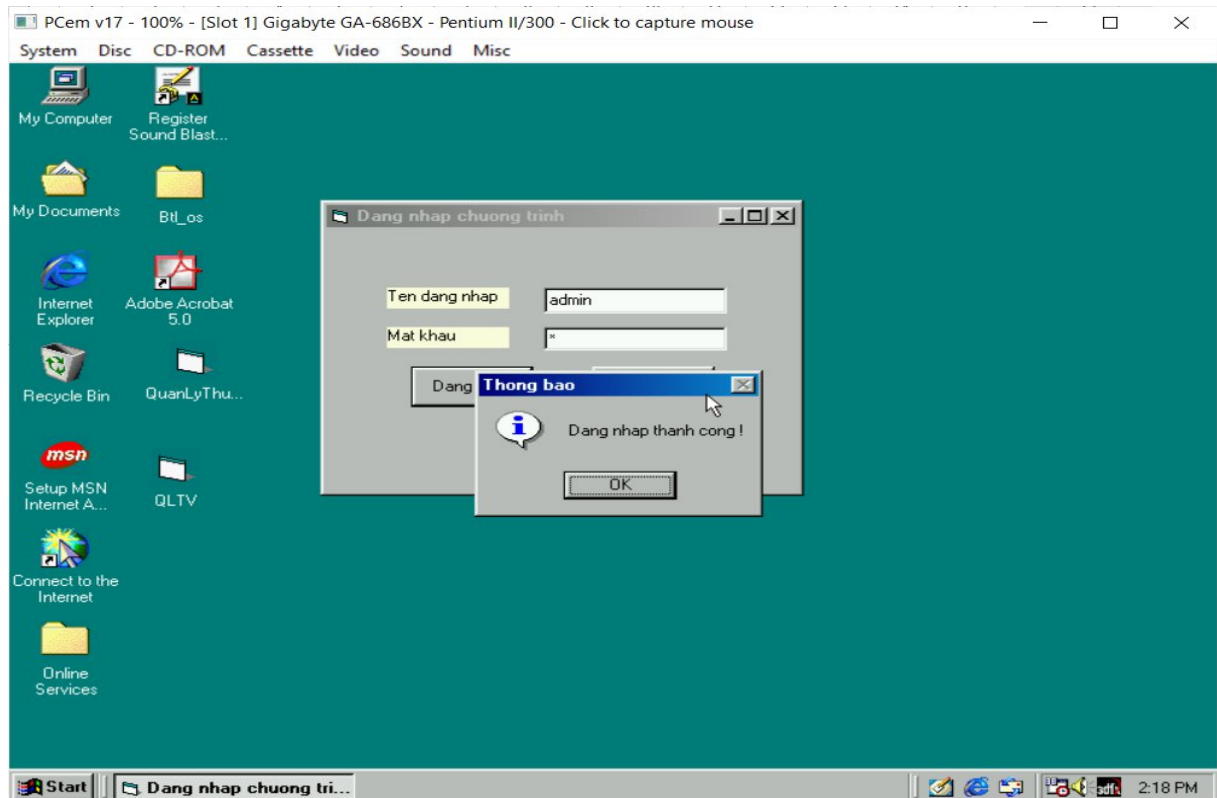 PCem v17 - 100% - [Slot 1] Gigabyte GA-686BX - Pentium II/300 - Click to capture mouse
System Disc CD-ROM Cassette Video Sound Misc
My Computer
Register
Sound Blast...
My Documents
Btl_os
Internet
Explorer
Adobe Acrobat
5.0
Recycle Bin
QuanLyThu...
msn
Setup MSN
Internet A...
QLTV
Connect to the
Internet
Online
Services
Dang nhap chuong trinh
Ten dang nhap
admin
Mat khau
*
Dang
Thong bao
Dang nhap thanh cong !
OK
Start
Dang nhap chuong tri...
2:18 PM